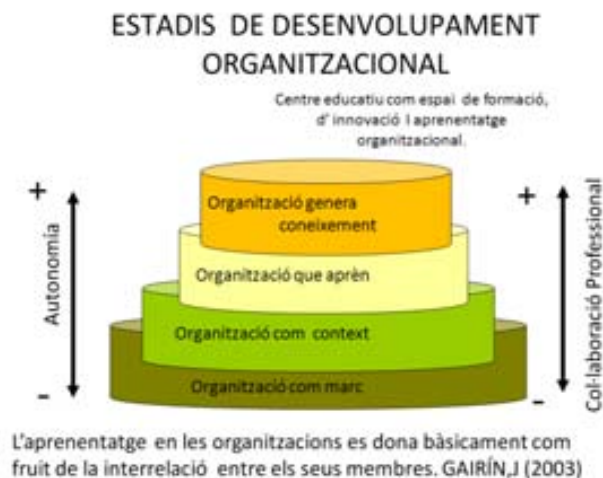 ESTADIS DE DESENVOLUPAMENT
ORGANITZACIONAL
Centre educatiu com espai de formació,
d' innovació I aprenentatge
organitzacional.
+
+
Organització genera
coneixement
Organització que aprèn
Organització com context
Organització com marc
Autonomia
Col·laboració Professional
-
-
L'aprenentatge en les organitzacions es dona bàsicament com
fruit de la interrelació entre els seus membres. GAIRÍN,J (2003)